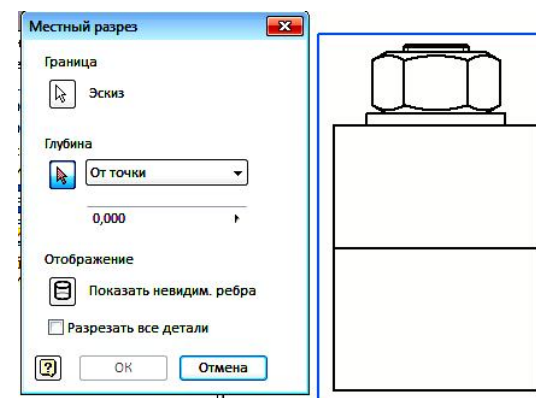 Местный разрез
Граница
Эскиз
Глубина
От точки
0,000
Отображение
Показать невидим. ребра
Разрезать все детали
ОК
Отмена